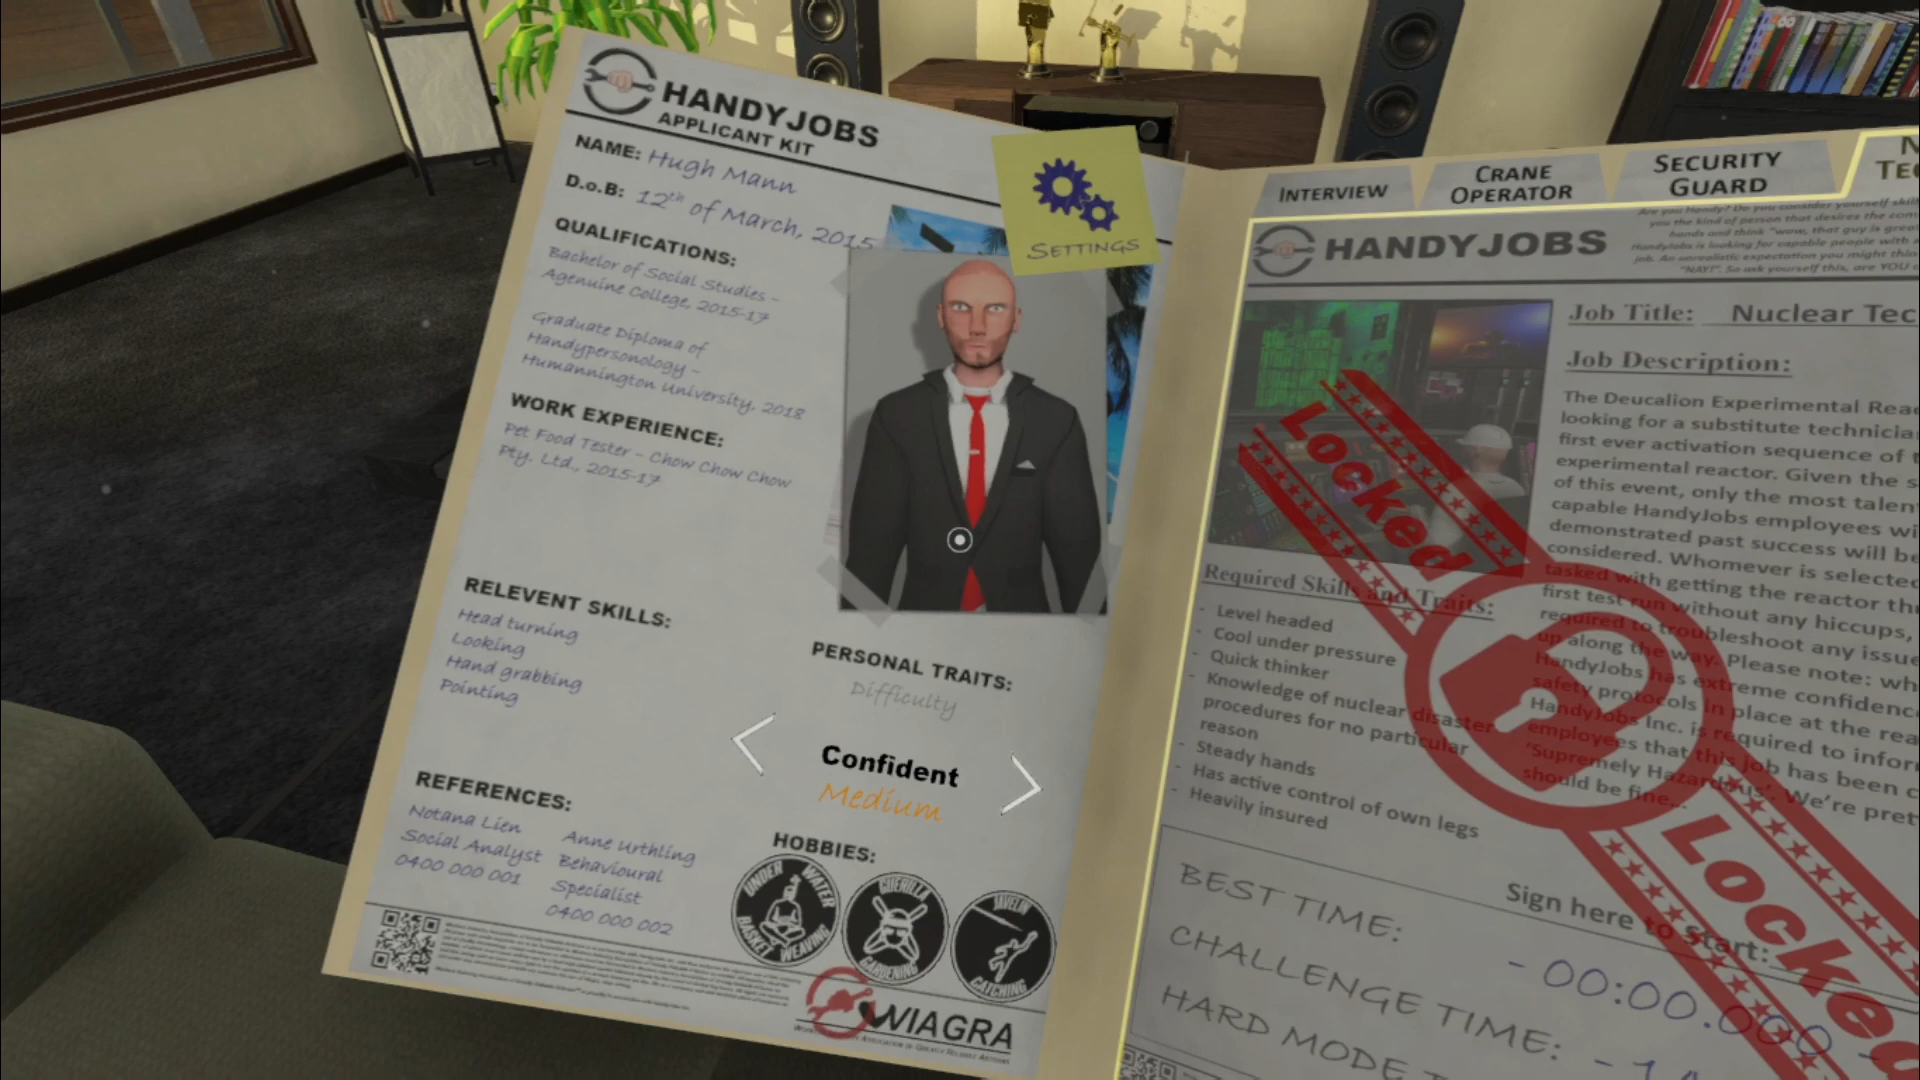 HANDYJOBS
APPLICANT KIT
NAME: Hugh Mann
D.o.B: 12th of March, 2015
QUALIFICATIONS:
Bachelor of Social Studies -
Agenuine College, 2015-17
Graduate Diploma of
Handypersonology -
Humannington University, 2018
WORK EXPERIENCE:
Pet Food Tester - Chow Chow Chow
Pty. Ltd., 2015-17
RELEVENT SKILLS:
Head turning
Looking
Hand grabbing
Pointing
REFERENCES:
Notana Lien
Social Analyst
0400 000 001
Anne Urthling
Behavioural
Specialist
0400 000 002
SETTINGS
PERSONAL TRAITS:
Difficulty
Confident
Medium
HOBBIES:
UNDER WATER BASKET WEAVING
GUERILLA GARDENING
JAVELIN CATCHING
VIAGRA
INTERVIEW
CRANE
OPERATOR
SECURITY
GUARD
HANDYJOBS
Job Title: Nuclear Tec
Job Description:
The Deucalion Experimental Rea
looking for a substitute technicia
first ever activation sequence of t
experimental reactor. Given the s
of this event, only the most talen
capable HandyJobs employees wi
demonstrated past success will be
considered. Whomever is selected
tasked with getting the reactor th
first test run without any hiccups,
required to troubleshoot any issue
up along the way. Please note: wh
HandyJobs has extreme confidenc
safety protocols in place at the rea
HandyJobs Inc. is required to infor
employees that this job has been c
'Supremely Hazardous'. We're pret
should be fine...
Required Skills and Traits:
- Level headed
- Cool under pressure
- Quick thinker
- Knowledge of nuclear disaster
procedures for no particular
reason
- Steady hands
- Has active control of own legs
- Heavily insured
Locked
Locked
Sign here to Start:
BEST TIME:
- 00:00.000 -
CHALLENGE TIME:
HARD MODE